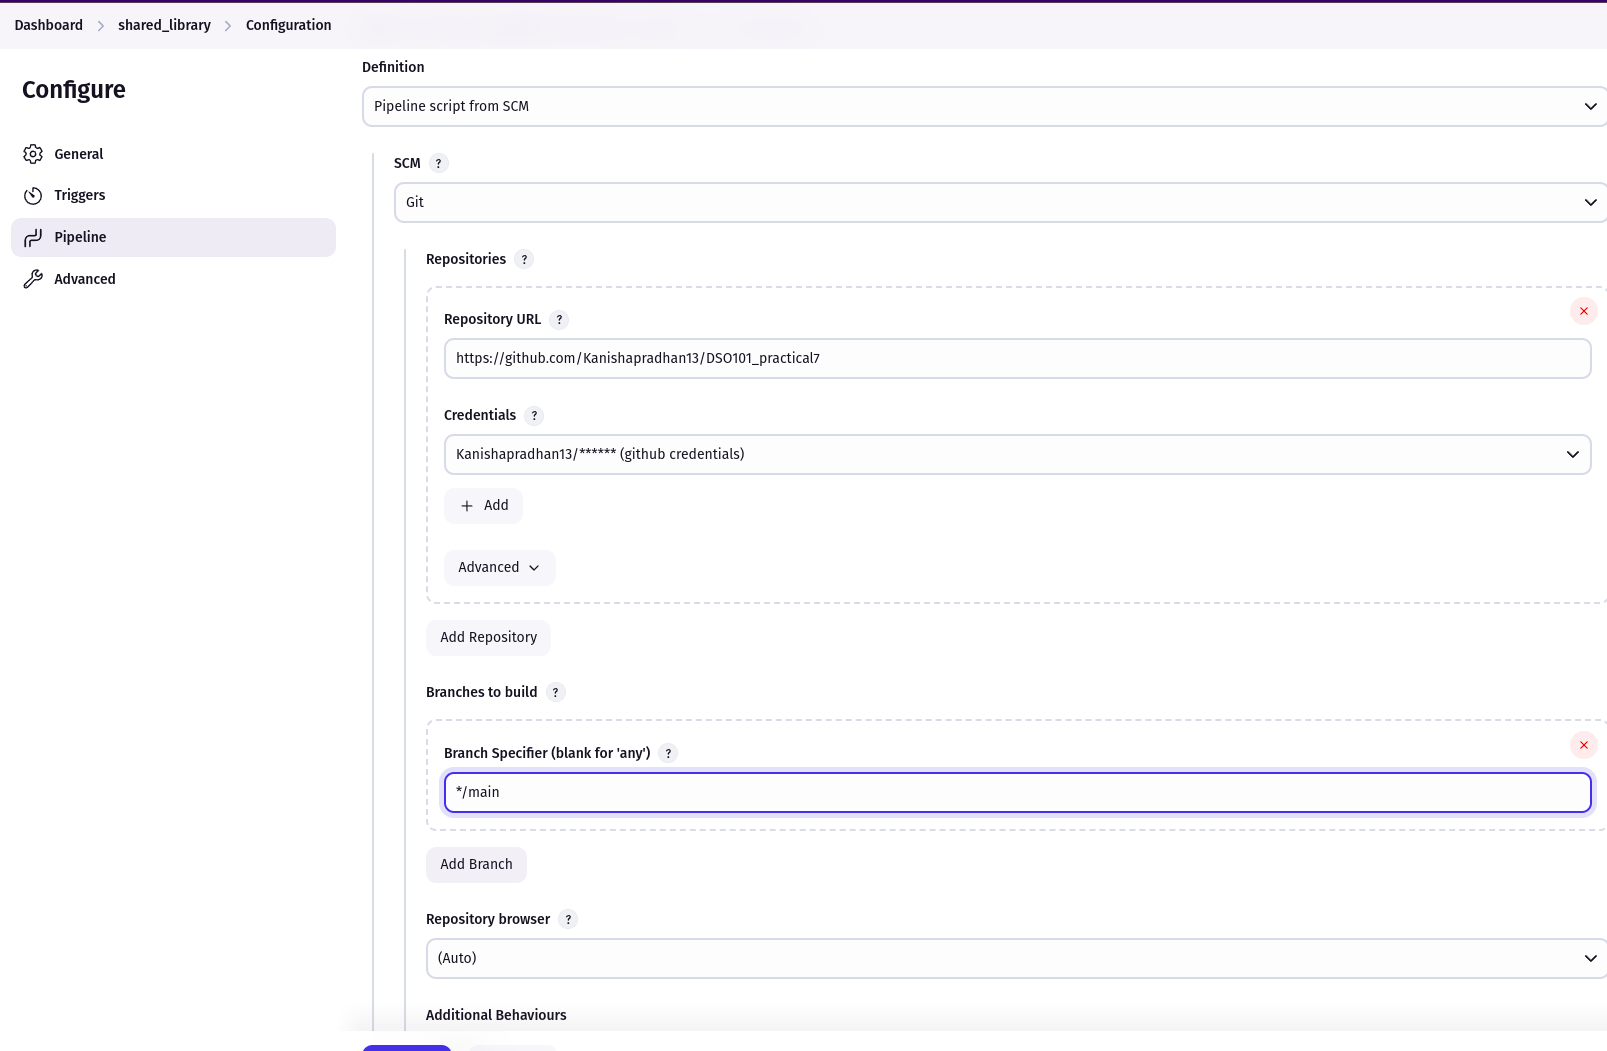 Dashboard > shared_library > Configuration
Configure
General
Triggers
Pipeline
Advanced
Definition
Pipeline script from SCM
SCM ?
Git
Repositories ?
Repository URL ?
https://github.com/Kanishapradhan13/DSO101_practical7
Credentials ?
Kanishapradhan13/****** (github credentials)
+ Add
Advanced
Add Repository
Branches to build ?
Branch Specifier (blank for 'any') ?
*/main
Add Branch
Repository browser ?
(Auto)
Additional Behaviours